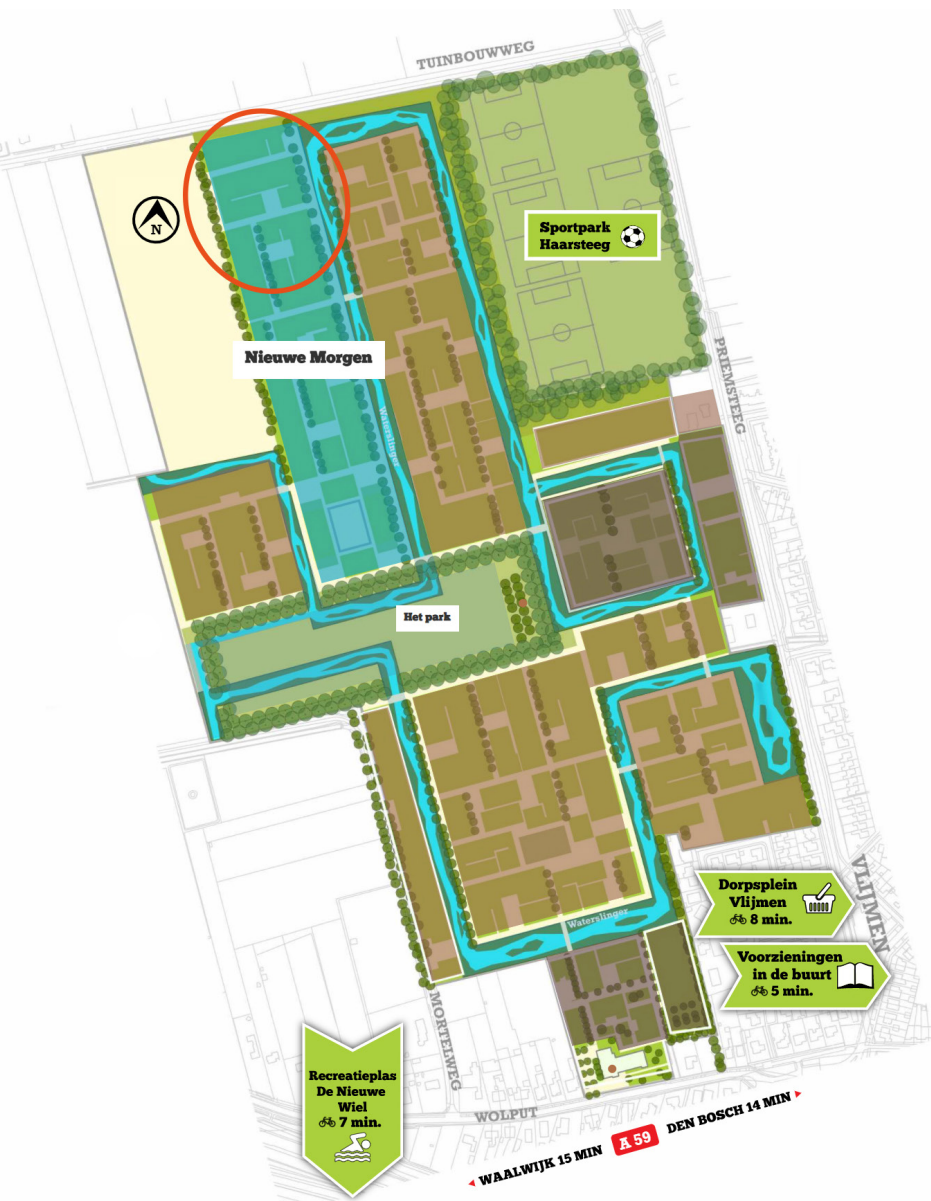 TUINBOUWWEG
Sportpark
Haarsteeg
N
PRIEMSTEEG
Nieuwe Morgen
Waterslinger
Het park
VLIJMEN
Dorpsplein
Vlijmen
8 min.
Voorzieningen
in de buurt
5 min.
Waterslinger
MORTELWEG
Recreatieplas
De Nieuwe
Wiel
7 min.
WOLPUT
WAALWIJK 15 MIN A 59 DEN BOSCH 14 MIN